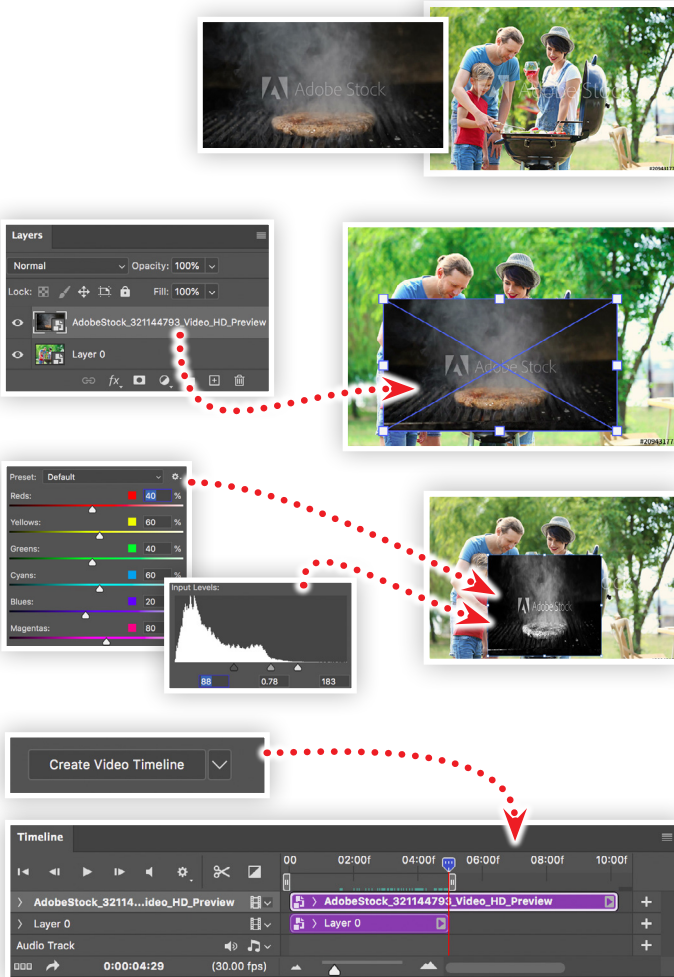 Adobe Stock
Adobe Stock
Layers
Normal
Opacity: 100%
Lock:
Fill: 100%
AdobeStock_321144793_Video_HD_Preview
Layer 0
fx
Adobe Stock
#20943177
Preset: Default
Reds: 40 %
Yellows: 60 %
Greens: 40 %
Cyans: 60 %
Blues: 20
Magentas: 80
Input Levels:
88 0.78 183
Adobe Stock
Create Video Timeline
Timeline
00 02:00f 04:00f 06:00f 08:00f 10:00f
AdobeStock_32114...ideo_HD_Preview
AdobeStock_321144793_Video_HD_Preview
Layer 0
Layer 0
Audio Track
0:00:04:29 (30.00 fps)